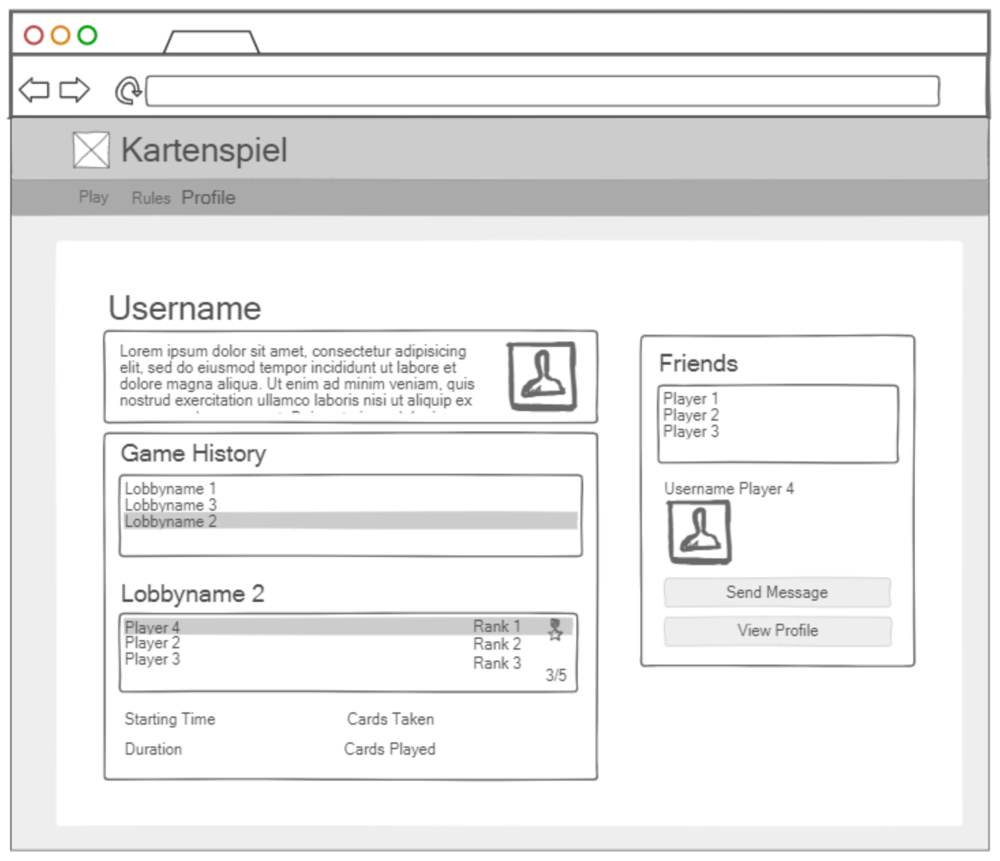 Kartenspiel
Play Rules Profile
Username
Lorem ipsum dolor sit amet, consectetur adipisicing
elit, sed do eiusmod tempor incididunt ut labore et
dolore magna aliqua. Ut enim ad minim veniam, quis
nostrud exercitation ullamco laboris nisi ut aliquip ex
Game History
Lobbyname 1
Lobbyname 3
Lobbyname 2
Lobbyname 2
Player 4 Rank 1
Player 2 Rank 2
Player 3 Rank 3
3/5
Starting Time Cards Taken
Duration Cards Played
Friends
Player 1
Player 2
Player 3
Username Player 4
Send Message
View Profile